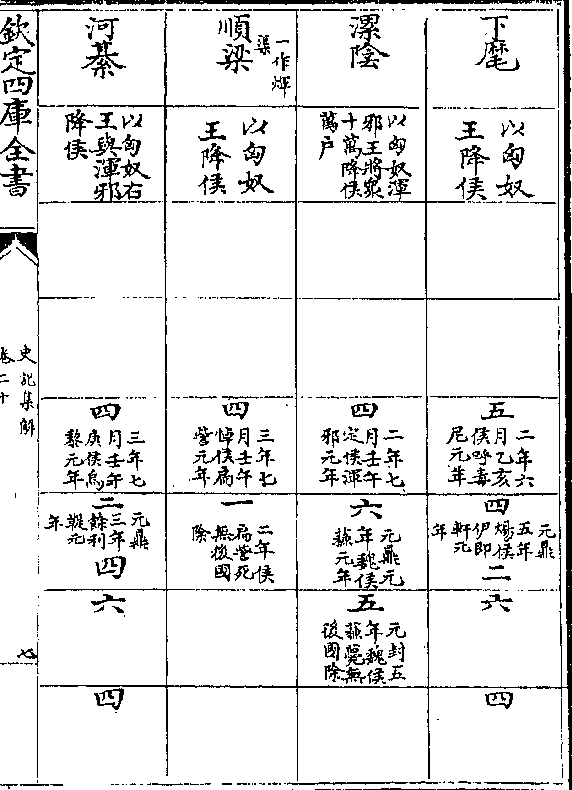 下麾
以匈奴
王降侯
五
二年六
月乙亥
侯呼毒
尼元年
四
元鼎
五年
煬侯
伊即
軒元
年
二
六
四
漯陰
以匈奴渾
邪王將衆
十萬降侯
萬户
四
二年七
月壬午
定侯渾
邪元年
六
元鼎元
年魏侯
蘇元年
五
元封五
年魏侯
蘇薨無
後國除
順梁
一作煇
渠
以匈奴
王降侯
四
三年七
月壬午
悼侯扁
訾元年
一
二年侯
扁訾死
無後國
除
河綦
以匈奴右
王與渾邪
降侯
四
三年七
月壬午
康侯烏
黎元年
二
元鼎
三年
餘利
鞮元
年
四
六
四
欽定四庫全書
史記集解
卷二十